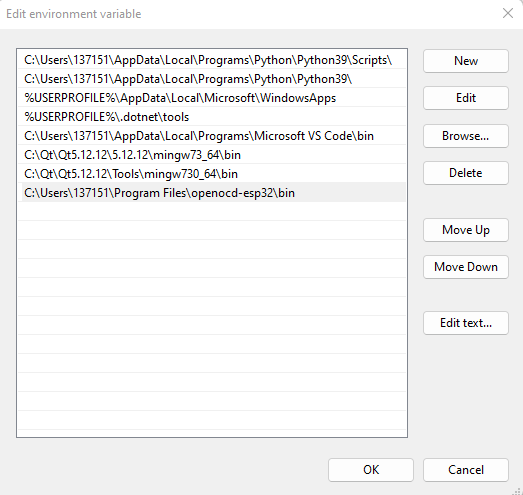 Edit environment variable
C:\Users\137151\AppData\Local\Programs\Python\Python39\Scripts\
C:\Users\137151\AppData\Local\Programs\Python\Python39\
%USERPROFILE%\AppData\Local\Microsoft\WindowsApps
%USERPROFILE%\.dotnet\tools
C:\Users\137151\AppData\Local\Programs\Microsoft VS Code\bin
C:\Qt\Qt5.12.12\5.12.12\mingw73_64\bin
C:\Qt\Qt5.12.12\Tools\mingw730_64\bin
C:\Users\137151\Program Files\openocd-esp32\bin
New
Edit
Browse...
Delete
Move Up
Move Down
Edit text...
OK
Cancel